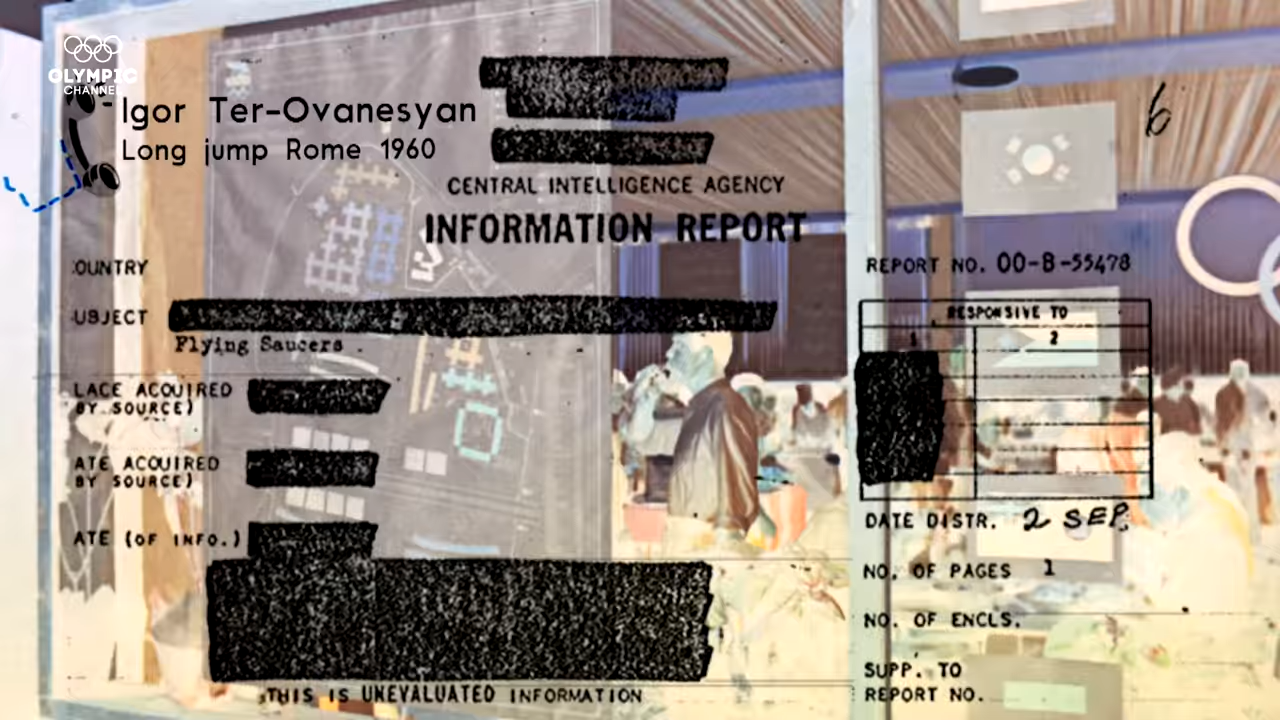 OLYMPIC
CHANNEL
Igor Ter-Ovanesyan
Long jump Rome 1960
6
CENTRAL INTELLIGENCE AGENCY
INFORMATION REPORT
OUNTRY
REPORT NO. 00-B-55478
UBJECT
RESPONSIVE TO
1 2
Flying Saucers
LACE ACQUIRED
BY SOURCE)
ATE ACQUIRED
BY SOURCE)
DATE DISTR. 2 SEP.
ATE (OF INFO.)
NO. OF PAGES 1
NO. OF ENCLS.
SUPP. TO
REPORT NO.
THIS IS UNEVALUATED INFORMATION